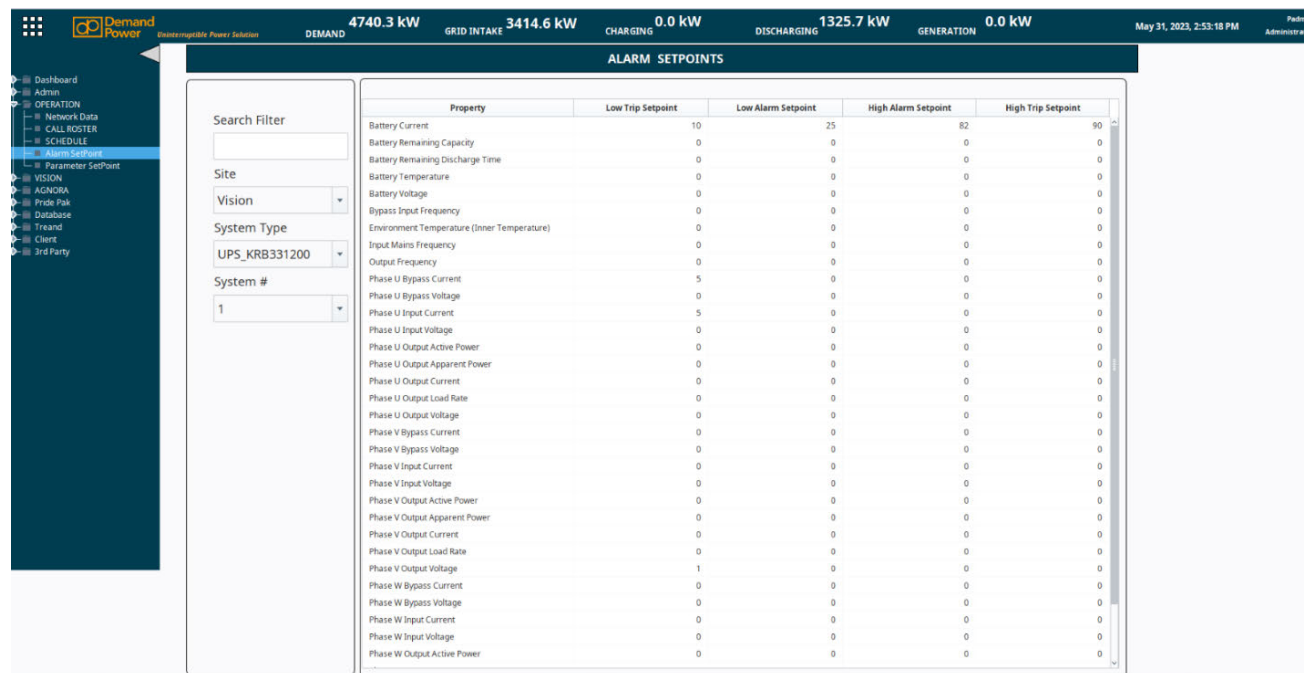 Demand Power Uninterruptible Power Solution
DEMAND 4740.3 kW GRID INTAKE 3414.6 kW CHARGING 0.0 kW DISCHARGING 1325.7 kW GENERATION 0.0 kW
May 31, 2023, 2:53:18 PM
Padm
Administra
Dashboard
Admin
OPERATION
Network Data
CALL ROSTER
SCHEDULE
Alarm SetPoint
Parameter SetPoint
VISION
AGNORA
Pride Pak
Database
Treand
Client
3rd Party
ALARM SETPOINTS
Search Filter
Site
Vision
System Type
UPS_KRB331200
System #
1
Property Low Trip Setpoint Low Alarm Setpoint High Alarm Setpoint High Trip Setpoint
Battery Current 10 25 82 90
Battery Remaining Capacity 0 0 0 0
Battery Remaining Discharge Time 0 0 0 0
Battery Temperature 0 0 0 0
Battery Voltage 0 0 0 0
Bypass Input Frequency 0 0 0 0
Environment Temperature (Inner Temperature) 0 0 0 0
Input Mains Frequency 0 0 0 0
Output Frequency 0 0 0 0
Phase U Bypass Current 5 0 0 0
Phase U Bypass Voltage 0 0 0 0
Phase U Input Current 5 0 0 0
Phase U Input Voltage 0 0 0 0
Phase U Output Active Power 0 0 0 0
Phase U Output Apparent Power 0 0 0 0
Phase U Output Current 0 0 0 0
Phase U Output Load Rate 0 0 0 0
Phase U Output Voltage 0 0 0 0
Phase V Bypass Current 0 0 0 0
Phase V Bypass Voltage 0 0 0 0
Phase V Input Current 0 0 0 0
Phase V Input Voltage 0 0 0 0
Phase V Output Active Power 0 0 0 0
Phase V Output Apparent Power 0 0 0 0
Phase V Output Current 0 0 0 0
Phase V Output Load Rate 0 0 0 0
Phase V Output Voltage 1 0 0 0
Phase W Bypass Current 0 0 0 0
Phase W Bypass Voltage 0 0 0 0
Phase W Input Current 0 0 0 0
Phase W Input Voltage 0 0 0 0
Phase W Output Active Power 0 0 0 0